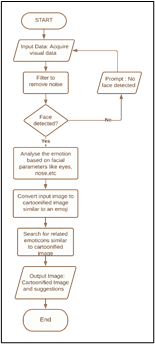 START
Input Data: Acquire
visual data
Prompt : No
face detected?
Filter to
remove noise
Face
detected?
No
Yes
Analyse the emotion
based on facial
parameters like eyes,
noise,etc
Convert input image to
cartoonified image
similar to an emoji
Search for related
emoticons similar
to cartoonified
image
Output Image:
Cartoonified Image
and suggestions
End